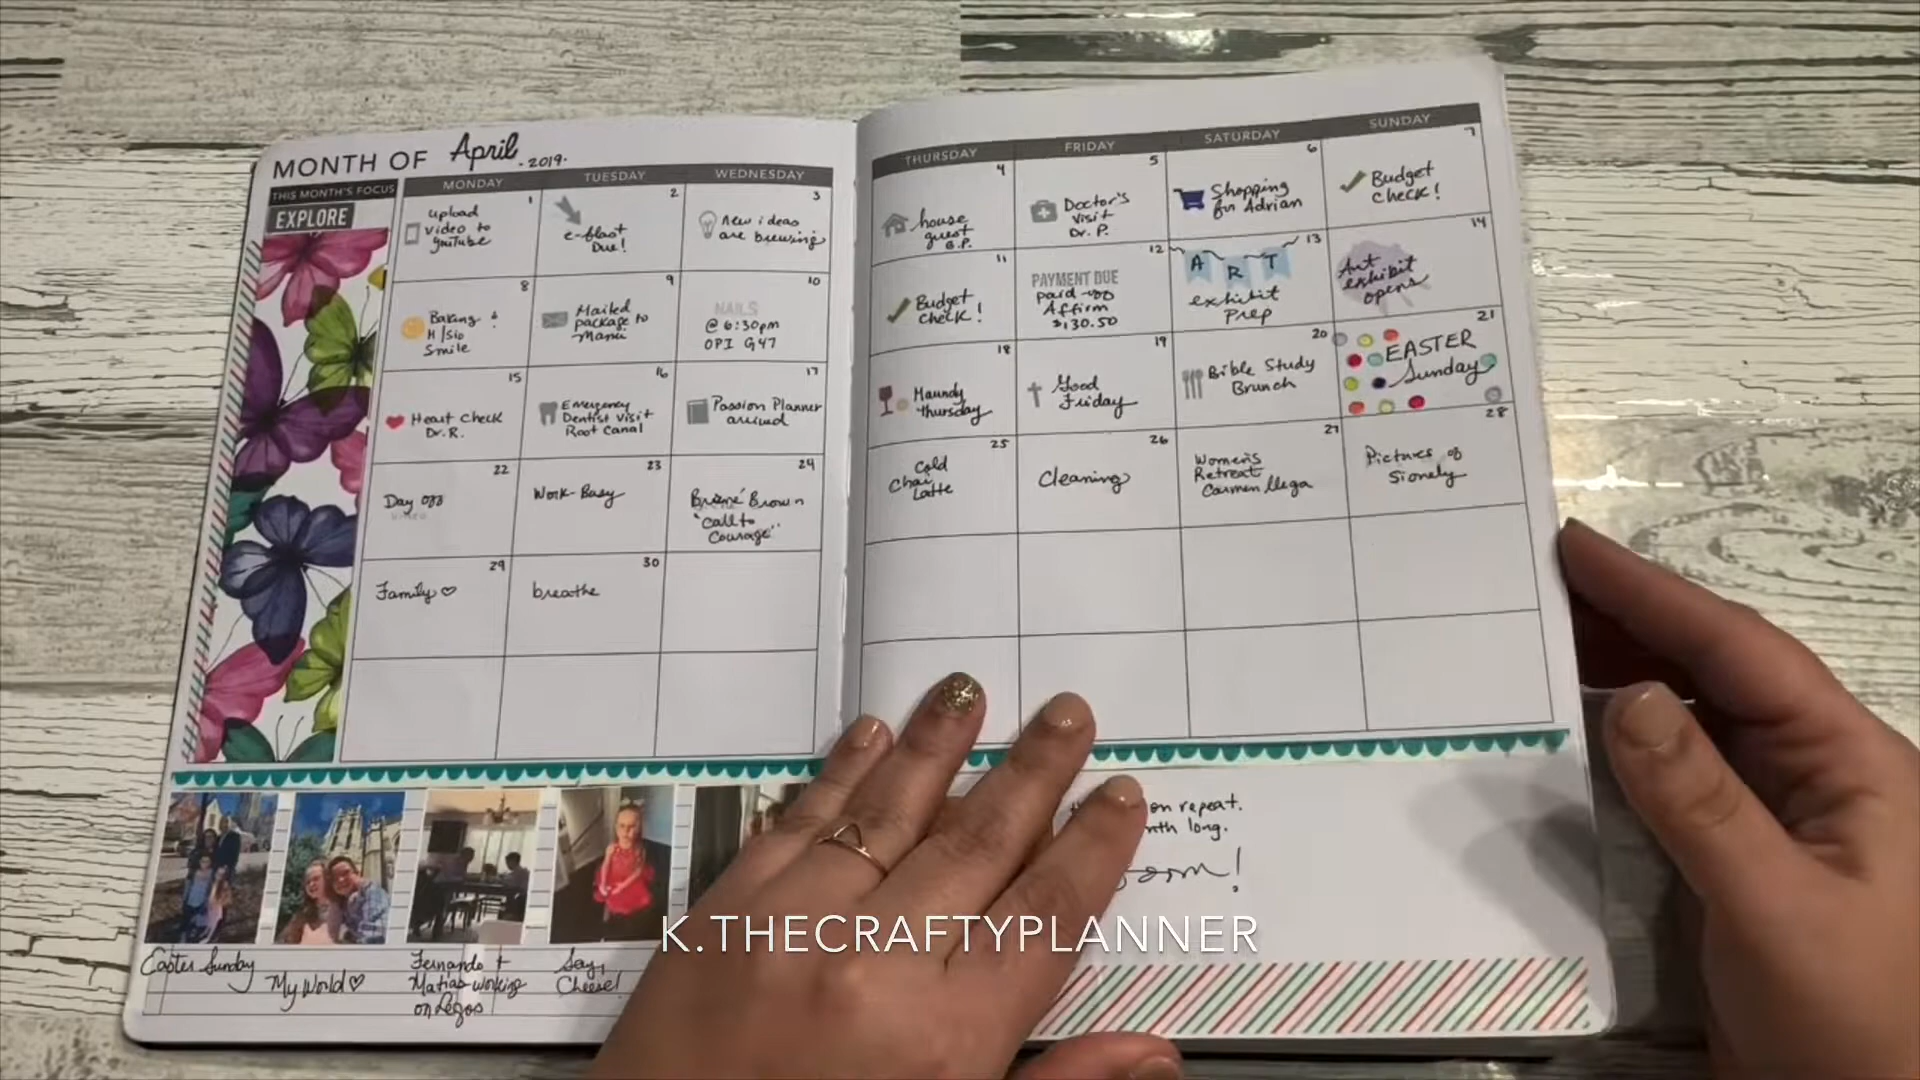 MONTH OF April
. 2019.
THIS MONTH'S FOCUS
EXPLORE
MONDAY
TUESDAY
WEDNESDAY
THURSDAY
FRIDAY
SATURDAY
SUNDAY
1
upload
video to
youtube
2
e-blast
Due!
3
New ideas
are brewing
4
house
guest
G.P.
5
Doctor's
visit
Dr. P.
6
Shopping
for Adrian
7
Budget
check!
8
Baking
Smile
9
Mailed
package to
10
NAILS
@ 6:30pm
OPI G47
11
Budget
check!
12
PAYMENT DUE
paid
Affirm
$130.50
13
A R T
exhibit
Prep
14
Art
exhibit
opens
15
Heart Check
Dr. R.
16
Emergency
Dentist visit
Root Canal
17
Passion Planner
arrived
18
Maundy
Thursday
19
Good
Friday
20
Bible Study
Brunch
21
EASTER
Sunday
22
Day off
23
Work-Busy
24
Brené Brown
"call to
Courage"
25
Cold
Chai
Latte
26
Cleaning
27
Women's
Retreat
28
Pictures of
29
Family ♡
30
breathe
on repeat.
long.
Easter Sunday
My World ♡
Fernando +
Matias working
on Legos
Say,
Cheese!
K.THECRAFTYPLANNER